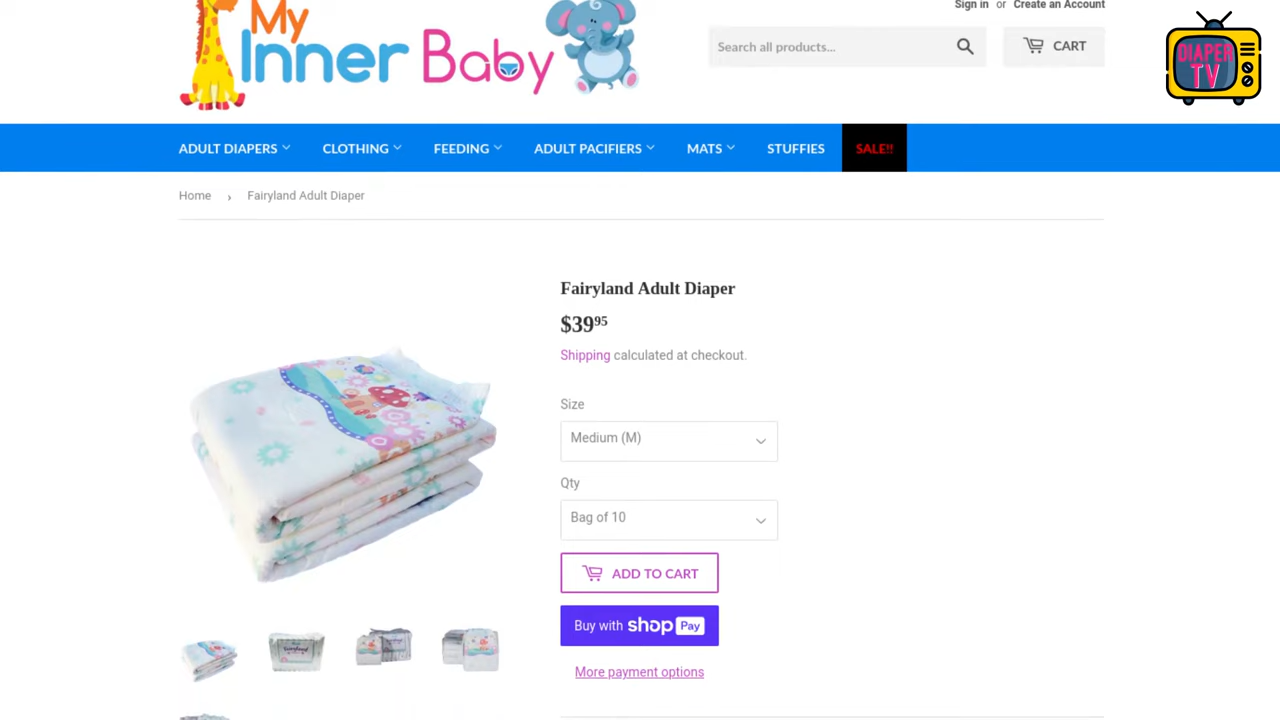 Sign in or Create an Account
My
Inner Baby
Search all products...
CART
DIAPER
TV
ADULT DIAPERS
CLOTHING
FEEDING
ADULT PACIFIERS
MATS
STUFFIES
SALE!!
Home › Fairyland Adult Diaper
Fairyland Adult Diaper
$39.95
Shipping calculated at checkout.
Size
Medium (M)
Qty
Bag of 10
ADD TO CART
Buy with shop Pay
More payment options